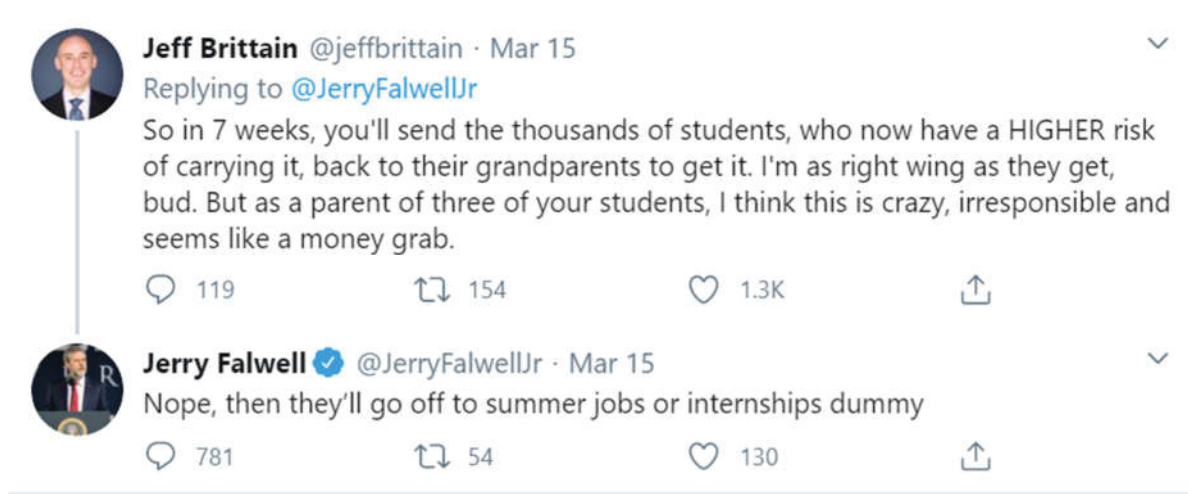 Jeff Brittain @jeffbrittain · Mar 15
Replying to @JerryFalwellJr
So in 7 weeks, you'll send the thousands of students, who now have a HIGHER risk
of carrying it, back to their grandparents to get it. I'm as right wing as they get,
bud. But as a parent of three of your students, I think this is crazy, irresponsible and
seems like a money grab.
119 154 1.3K
Jerry Falwell @JerryFalwellJr · Mar 15
R
Nope, then they'll go off to summer jobs or internships dummy
781 54 130